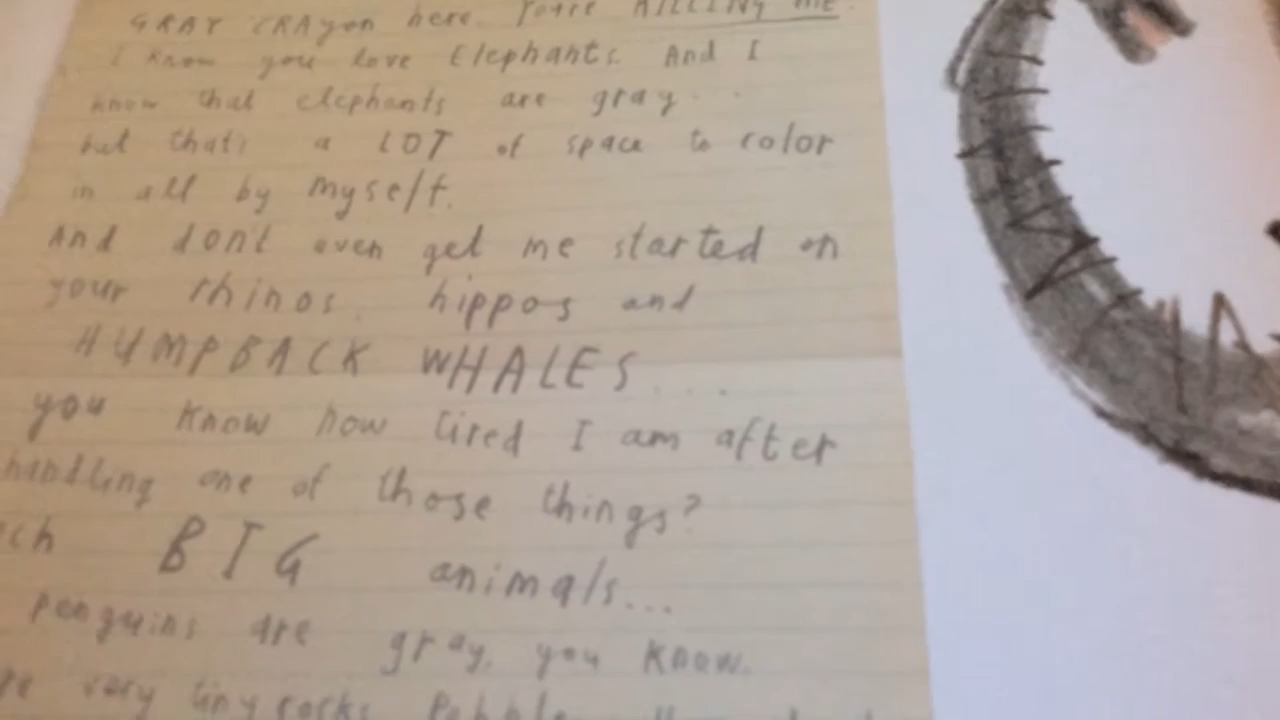 GRAY CRAYON here. You're KILLING ME.
I know you love Elephants. And I
know that elephants are gray...
but that's a LOT of space to color
in all by myself.
And don't even get me started on
your rhinos, hippos and
HUMPBACK WHALES....
you know how tired I am after
handling one of those things?
BIG animals...
penguins are gray, you know.
very tiny rocks.